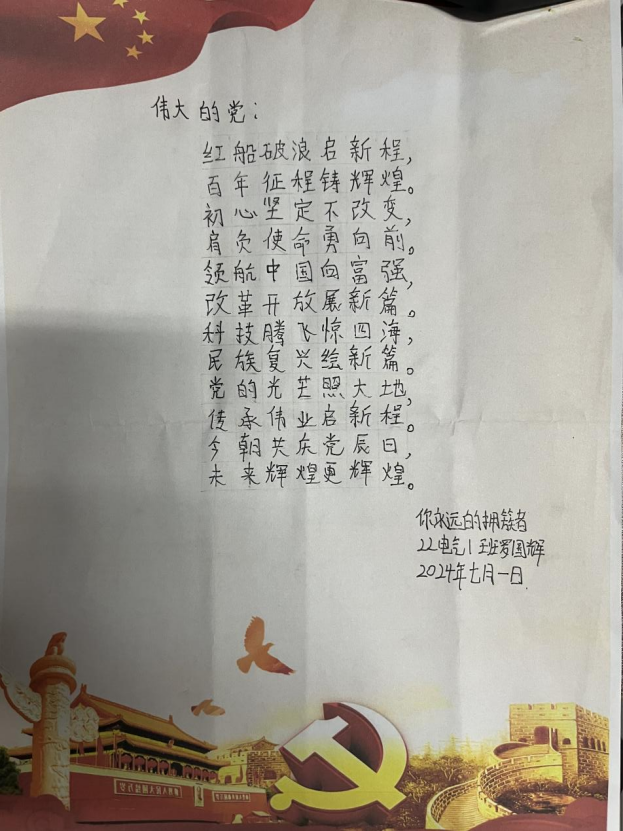 伟大的党：
红船破浪启新程，
百年征程铸辉煌。
初心坚定不改变，
肩负使命勇向前。
领航中国向富强，
改革开放展新篇。
科技腾飞惊四海，
民族复兴绘新篇。
党的光芒照大地，
传承伟业启新程。
今朝共庆党辰日，
未来辉煌更辉煌。
你永远的拥簇者
22电气1班罗国辉
2024年七月一日.